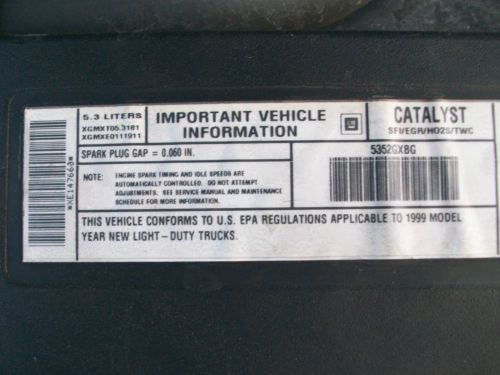 5.3 LITERS
XGMXT05.3181
XGMXE0111911
IMPORTANT VEHICLE
INFORMATION
GM
CATALYST
SFI/EGR/HO2S/TWC
SPARK PLUG GAP = 0.060 IN.
5352GXBG
NOTE: ENGINE SPARK TIMING AND IDLE SPEEDS ARE
AUTOMATICALLY CONTROLLED. DO NOT ATTEMPT
ADJUSTMENTS. SEE SERVICE MANUAL AND MAINTENANCE
SCHEDULE FOR MORE INFORMATION.
THIS VEHICLE CONFORMS TO U.S. EPA REGULATIONS APPLICABLE TO 1999 MODEL
YEAR NEW LIGHT-DUTY TRUCKS.
*XE147660*